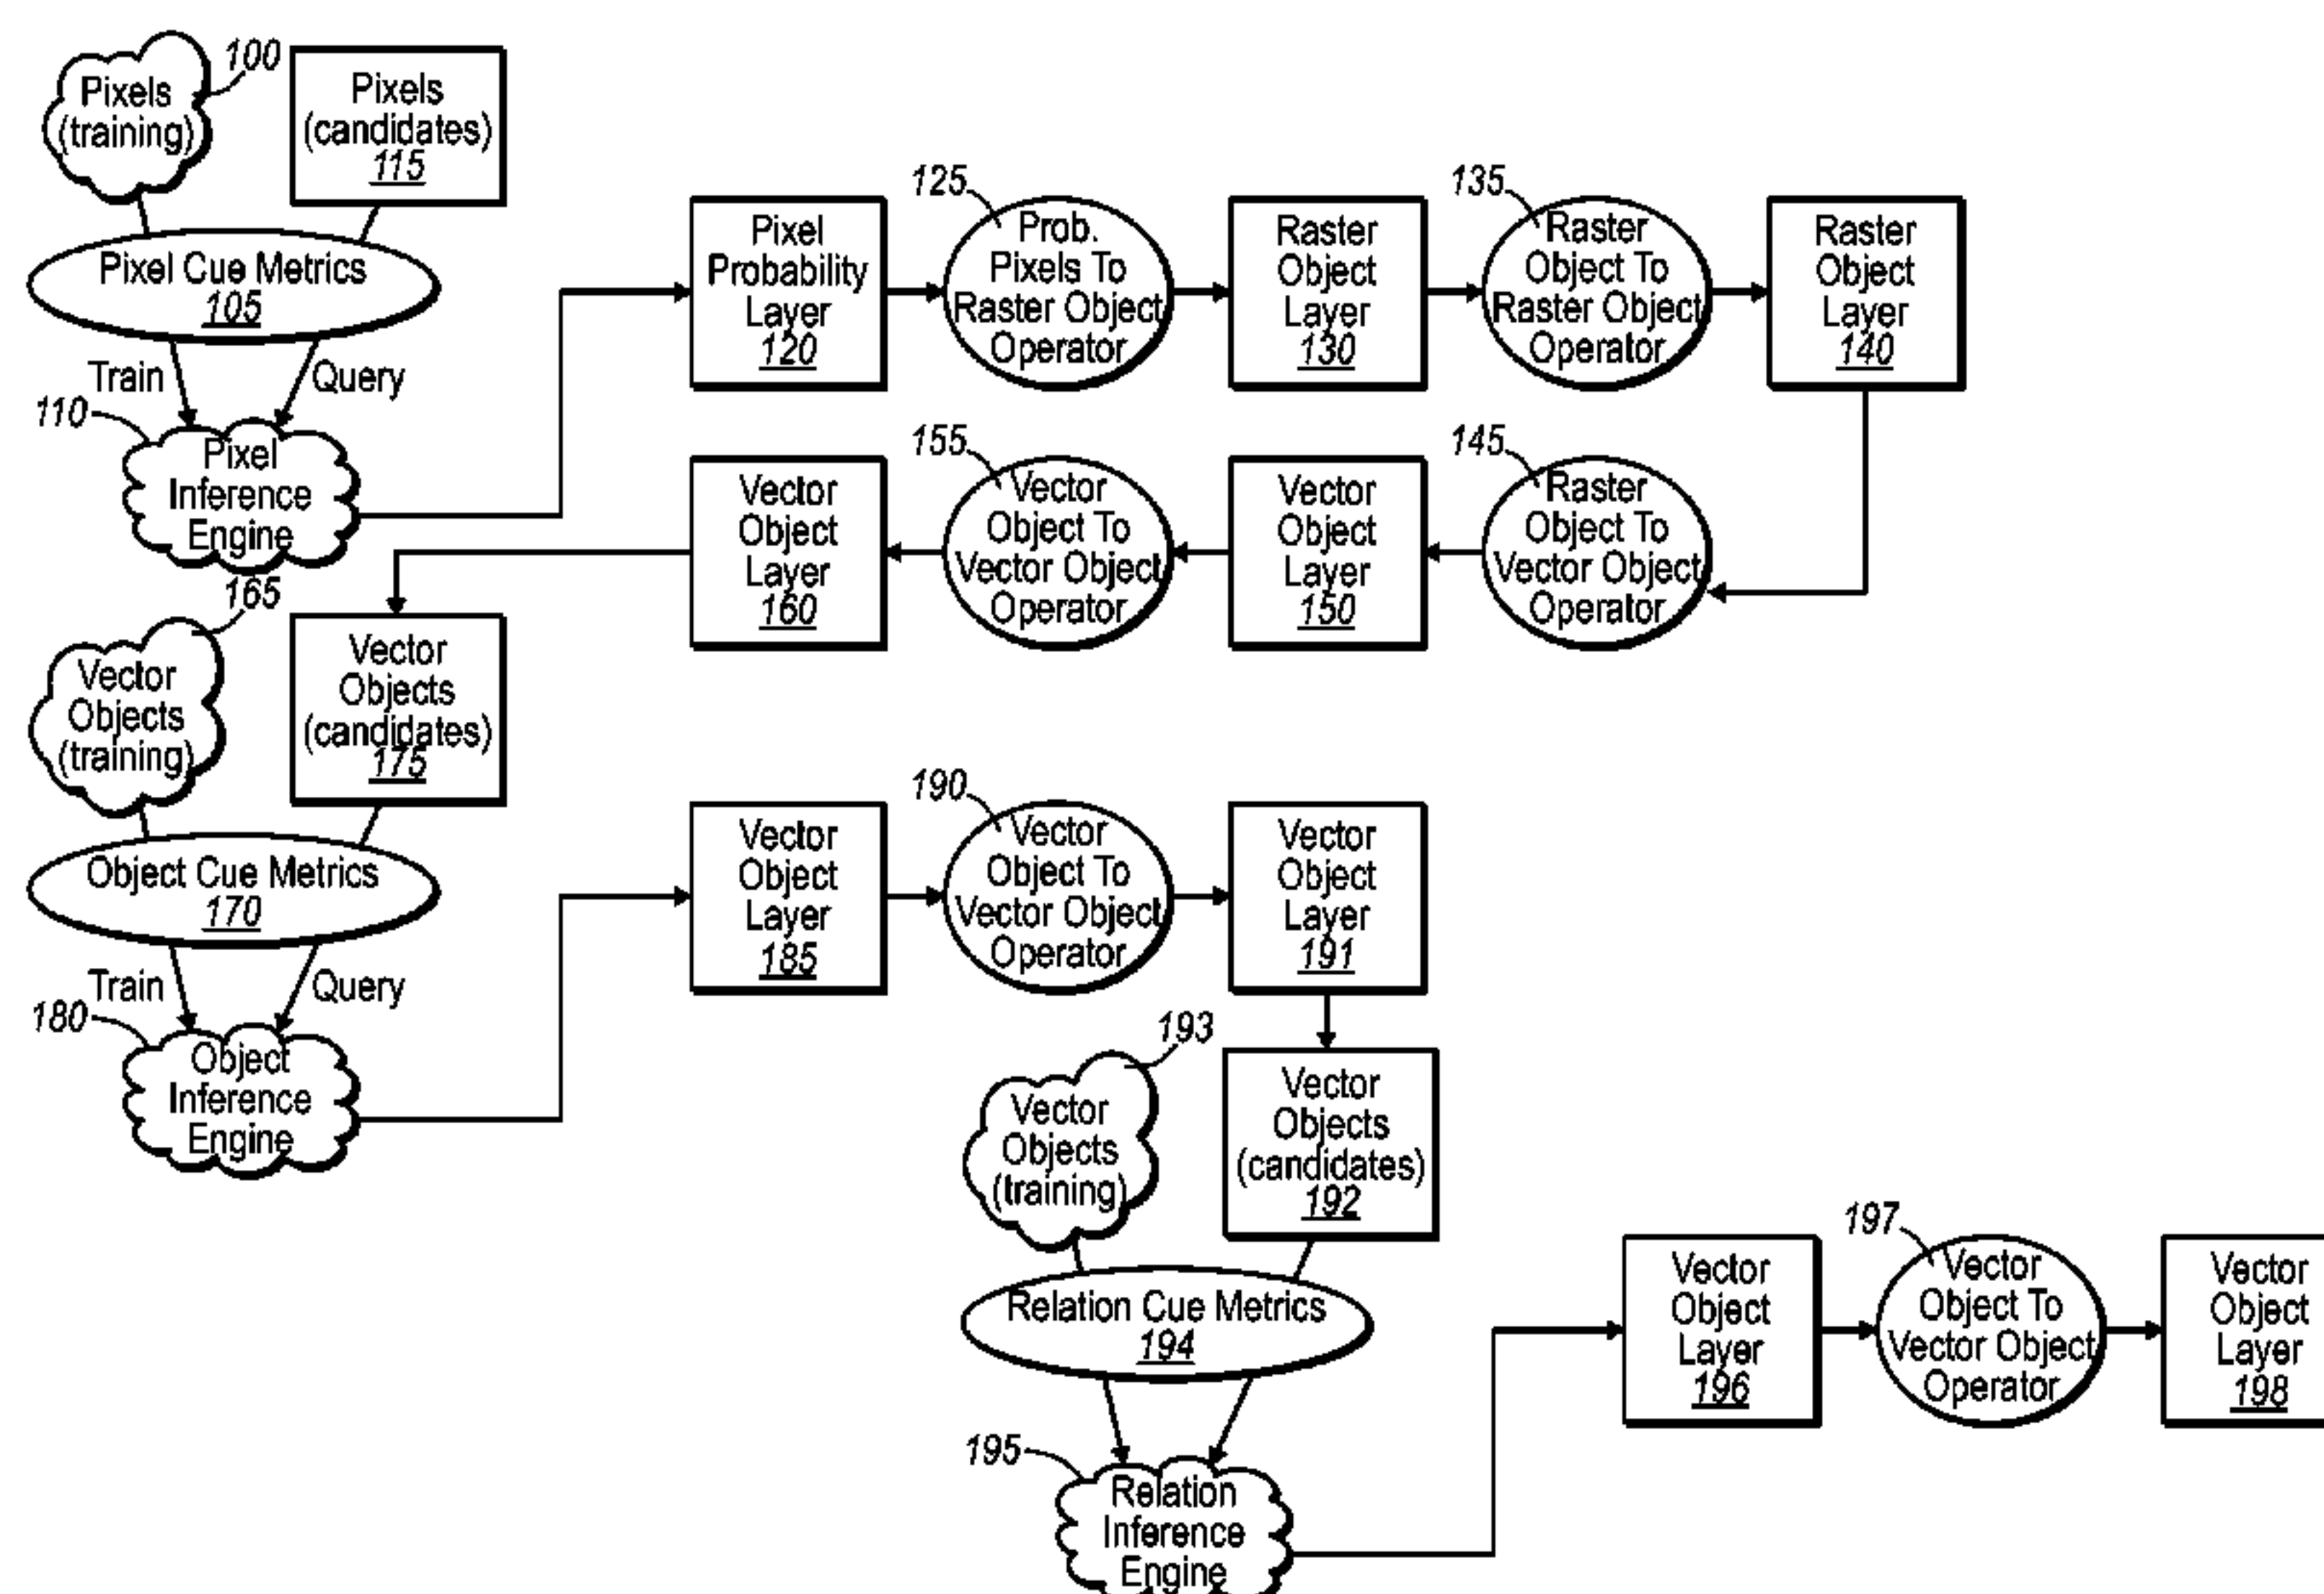 100
Pixels
(training)
Pixels
(candidates)
115
Pixel Cue Metrics
105
Train
Query
110
Pixel
Inference
Engine
Pixel
Probability
Layer
120
125
Prob.
Pixels To
Raster Object
Operator
Raster
Object
Layer
130
135
Raster
Object To
Raster Object
Operator
Raster
Object
Layer
140
145
Raster
Object To
Vector Object
Operator
Vector
Object
Layer
150
155
Vector
Object To
Vector Object
Operator
Vector
Object
Layer
160
165
Vector
Objects
(training)
Vector
Objects
(candidates)
175
Object Cue Metrics
170
Train
Query
180
Object
Inference
Engine
Vector
Object
Layer
185
190
Vector
Object To
Vector Object
Operator
Vector
Object
Layer
191
193
Vector
Objects
(training)
Vector
Objects
(candidates)
192
Relation Cue Metrics
194
195
Relation
Inference
Engine
Vector
Object
Layer
196
197
Vector
Object To
Vector Object
Operator
Vector
Object
Layer
198